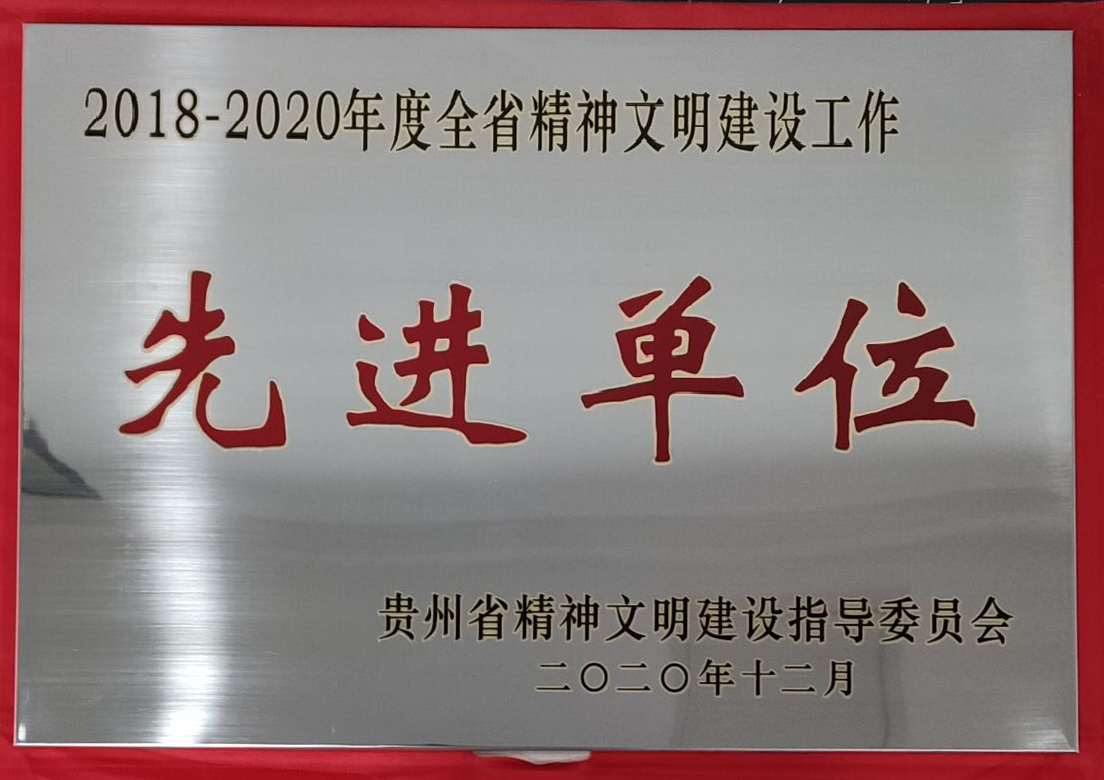 2018-2020年度全省精神文明建设工作
先进单位
贵州省精神文明建设指导委员会
二〇二〇年十二月